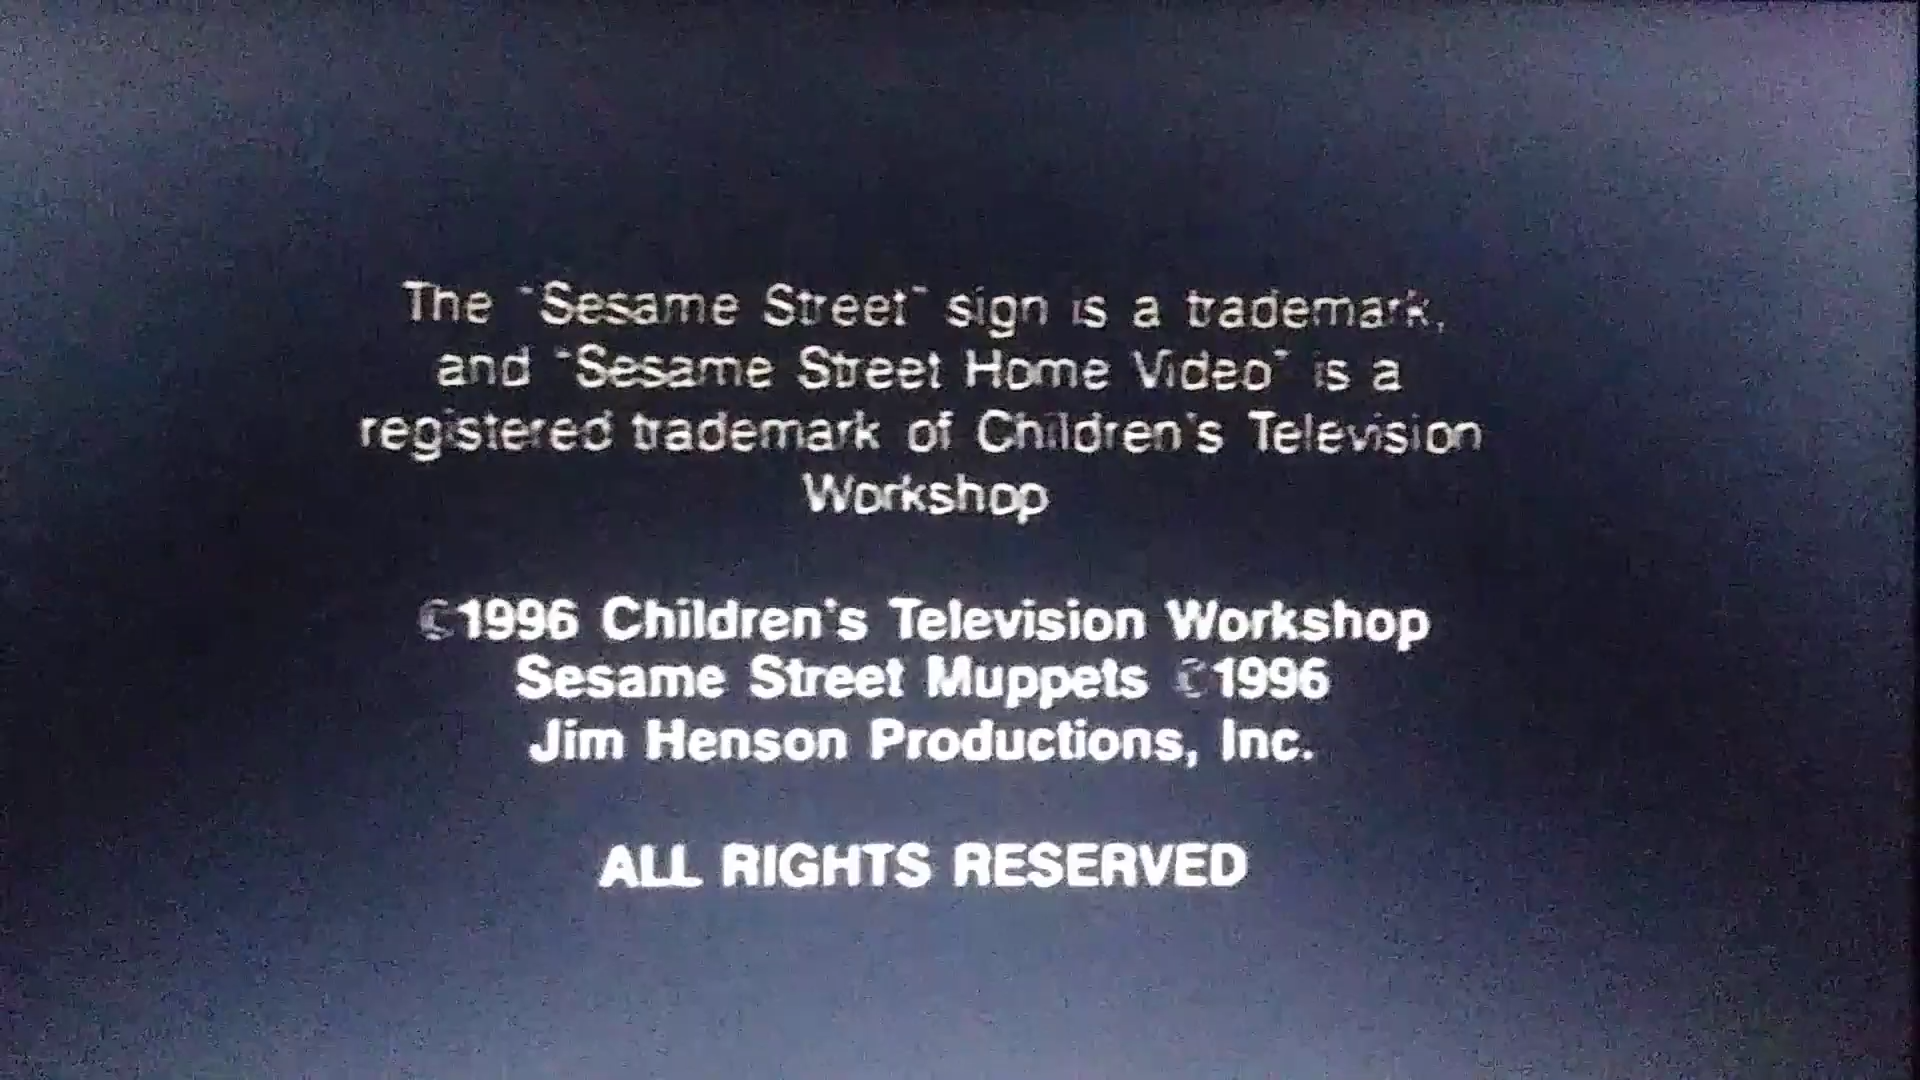 The "Sesame Street" sign is a trademark,
and "Sesame Street Home Video" is a
registered trademark of Children's Television
Workshop
©1996 Children's Television Workshop
Sesame Street Muppets ©1996
Jim Henson Productions, Inc.
ALL RIGHTS RESERVED